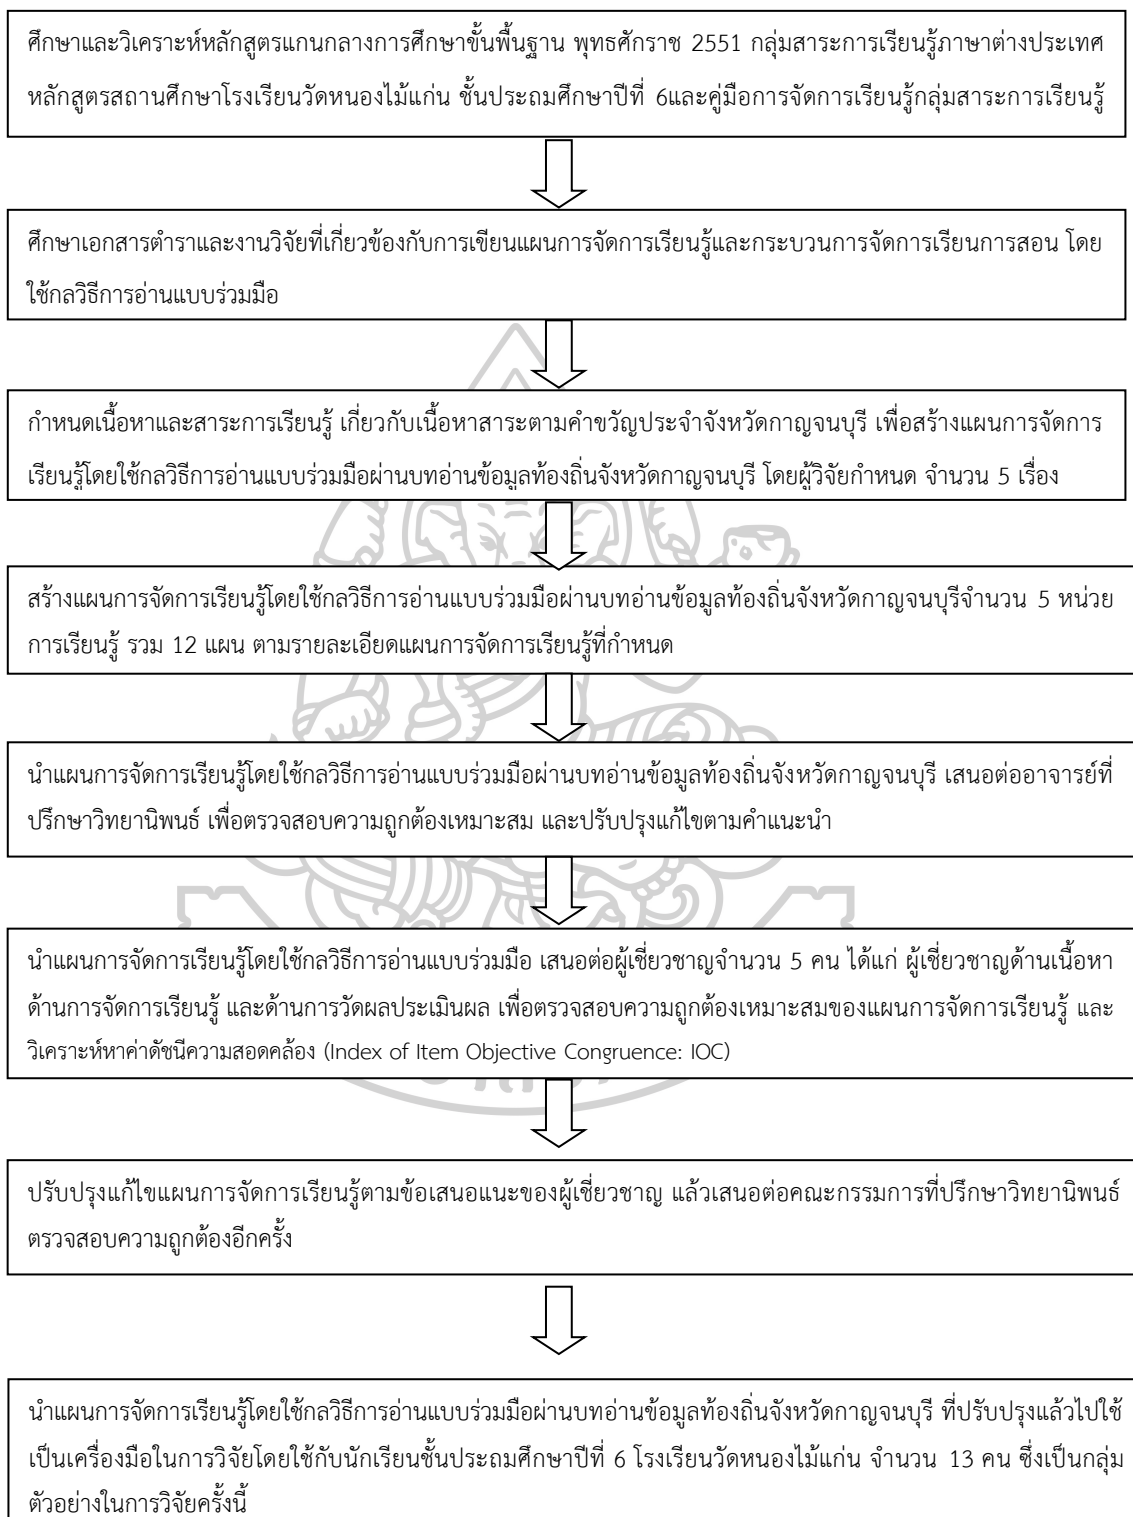 ศึกษาและวิเคราะห์หลักสูตรแกนกลางการศึกษาขั้นพื้นฐาน พุทธศักราช 2551 กลุ่มสาระการเรียนรู้ภาษาต่างประเทศ
หลักสูตรสถานศึกษาโรงเรียนวัดหนองไม้แก่น ชั้นประถมศึกษาปีที่ 6และคู่มือการจัดการเรียนรู้กลุ่มสาระการเรียนรู้
ศึกษาเอกสารตำราและงานวิจัยที่เกี่ยวข้องกับการเขียนแผนการจัดการเรียนรู้และกระบวนการจัดการเรียนการสอน โดย
ใช้กลวิธีการอ่านแบบร่วมมือ
กำหนดเนื้อหาและสาระการเรียนรู้ เกี่ยวกับเนื้อหาสาระตามคำขวัญประจำจังหวัดกาญจนบุรี เพื่อสร้างแผนการจัดการ
เรียนรู้โดยใช้กลวิธีการอ่านแบบร่วมมือผ่านบทอ่านข้อมูลท้องถิ่นจังหวัดกาญจนบุรี โดยผู้วิจัยกำหนด จำนวน 5 เรื่อง
สร้างแผนการจัดการเรียนรู้โดยใช้กลวิธีการอ่านแบบร่วมมือผ่านบทอ่านข้อมูลท้องถิ่นจังหวัดกาญจนบุรีจำนวน 5 หน่วย
การเรียนรู้ รวม 12 แผน ตามรายละเอียดแผนการจัดการเรียนรู้ที่กำหนด
นำแผนการจัดการเรียนรู้โดยใช้กลวิธีการอ่านแบบร่วมมือผ่านบทอ่านข้อมูลท้องถิ่นจังหวัดกาญจนบุรี เสนอต่ออาจารย์ที่
ปรึกษาวิทยานิพนธ์ เพื่อตรวจสอบความถูกต้องเหมาะสม และปรับปรุงแก้ไขตามคำแนะนำ
นำแผนการจัดการเรียนรู้โดยใช้กลวิธีการอ่านแบบร่วมมือ เสนอต่อผู้เชี่ยวชาญจำนวน 5 คน ได้แก่ ผู้เชี่ยวชาญด้านเนื้อหา
ด้านการจัดการเรียนรู้ และด้านการวัดผลประเมินผล เพื่อตรวจสอบความถูกต้องเหมาะสมของแผนการจัดการเรียนรู้ และ
วิเคราะห์หาค่าดัชนีความสอดคล้อง (Index of Item Objective Congruence: IOC)
ปรับปรุงแก้ไขแผนการจัดการเรียนรู้ตามข้อเสนอแนะของผู้เชี่ยวชาญ แล้วเสนอต่อคณะกรรมการที่ปรึกษาวิทยานิพนธ์
ตรวจสอบความถูกต้องอีกครั้ง
นำแผนการจัดการเรียนรู้โดยใช้กลวิธีการอ่านแบบร่วมมือผ่านบทอ่านข้อมูลท้องถิ่นจังหวัดกาญจนบุรี ที่ปรับปรุงแล้วไปใช้
เป็นเครื่องมือในการวิจัยโดยใช้กับนักเรียนชั้นประถมศึกษาปีที่ 6 โรงเรียนวัดหนองไม้แก่น จำนวน 13 คน ซึ่งเป็นกลุ่ม
ตัวอย่างในการวิจัยครั้งนี้